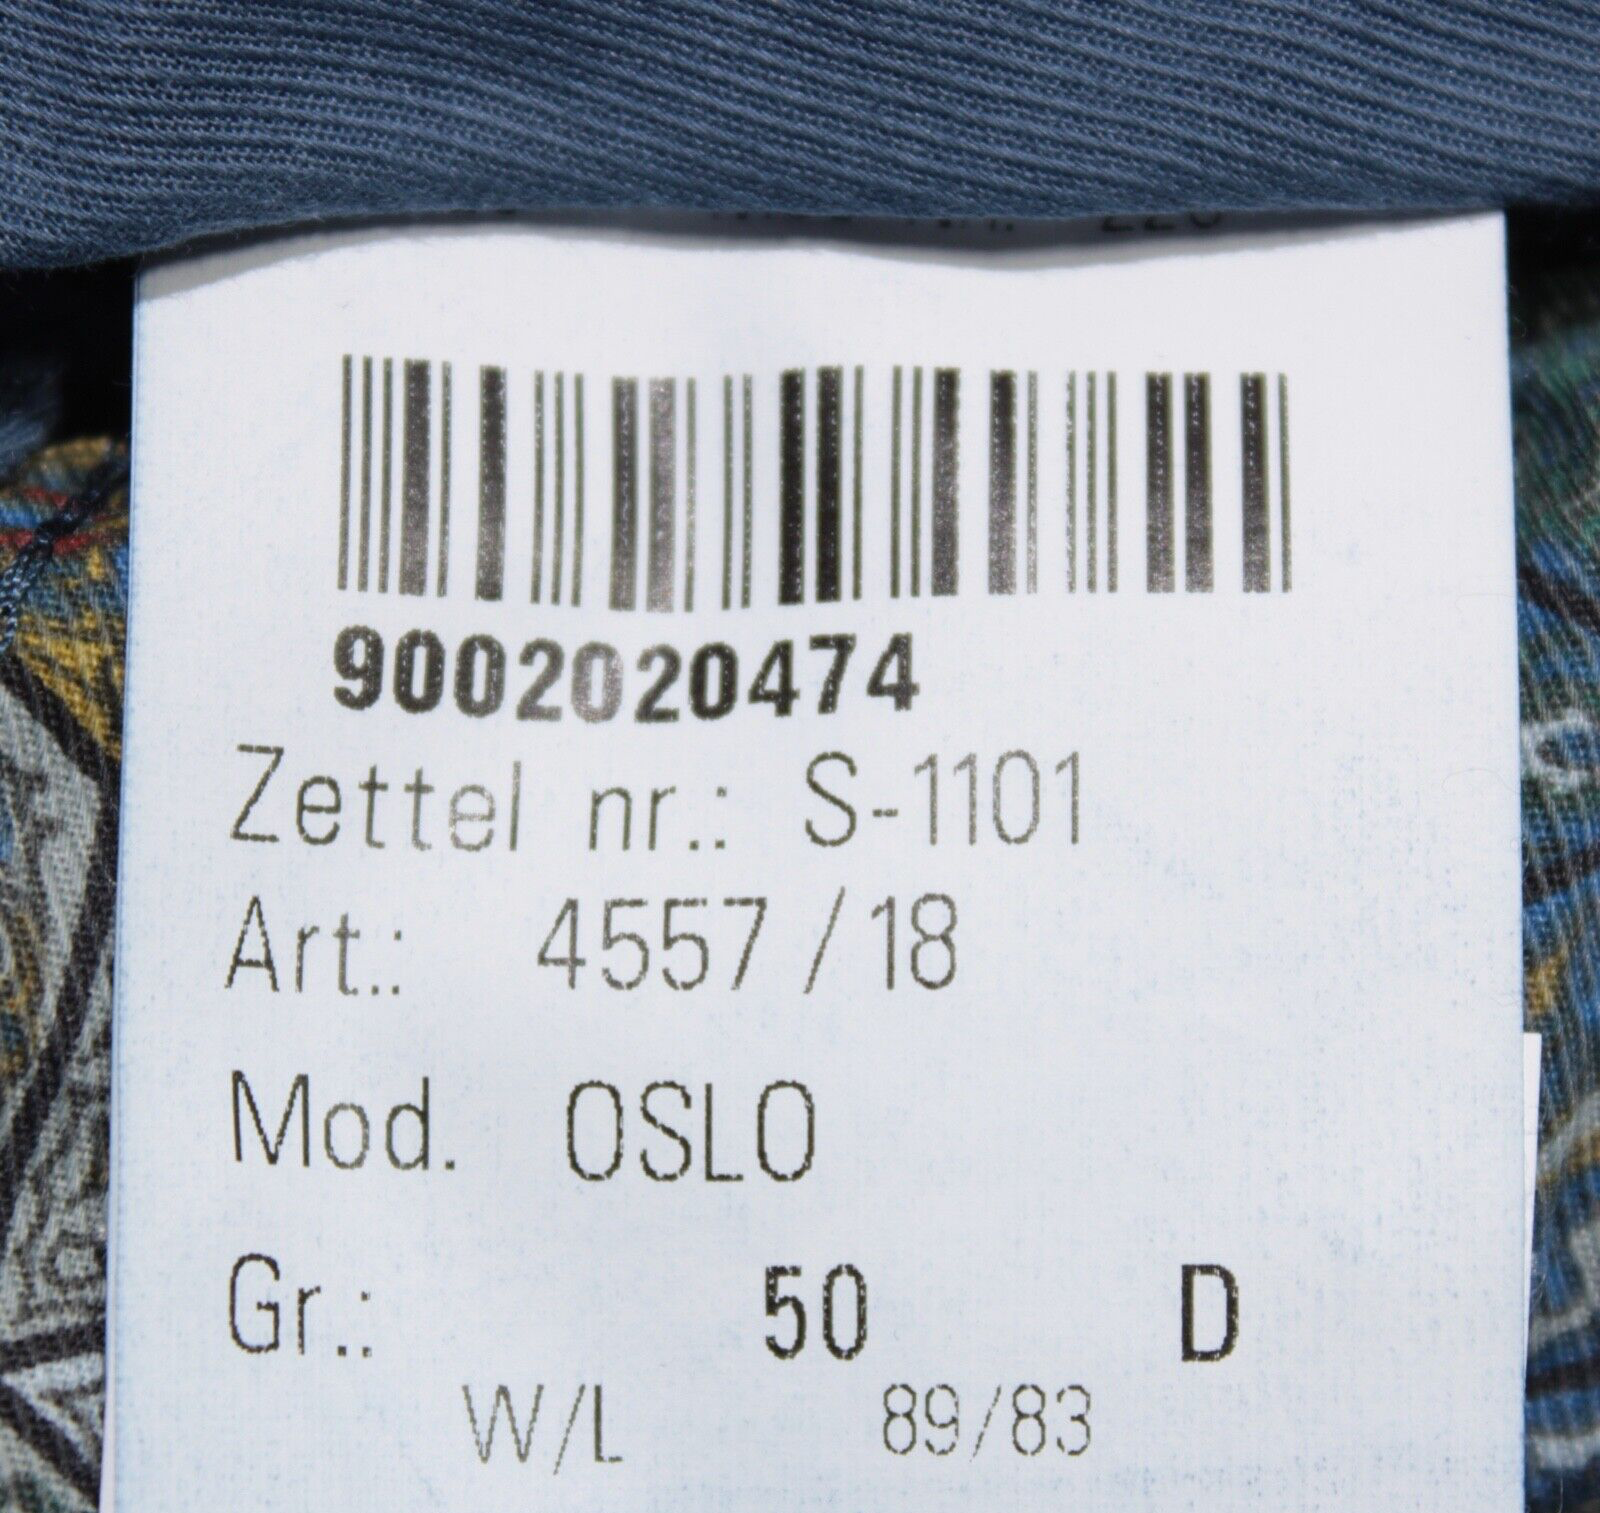 9002020474
Zettel nr.: S-1101
Art.: 4557 / 18
Mod. OSLO
Gr.: 50 D
W/L 89/83